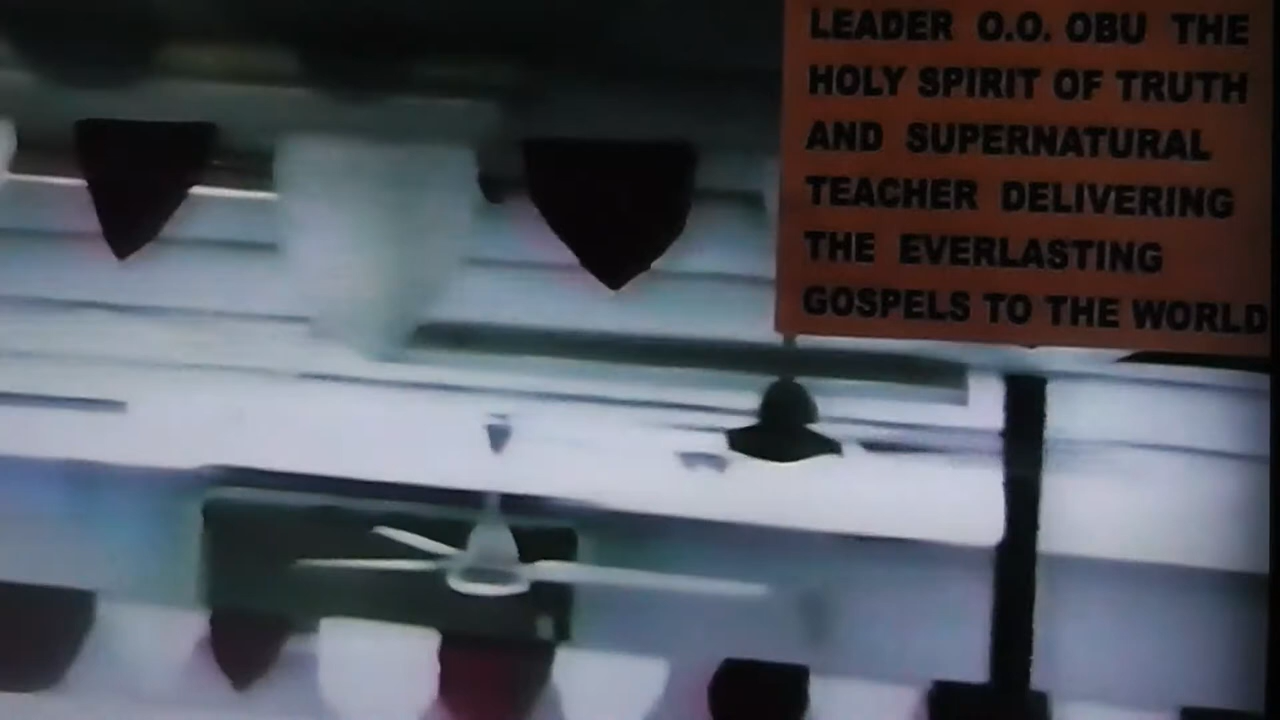 LEADER O.O. OBU THE
HOLY SPIRIT OF TRUTH
AND SUPERNATURAL
TEACHER DELIVERING
THE EVERLASTING
GOSPELS TO THE WORLD